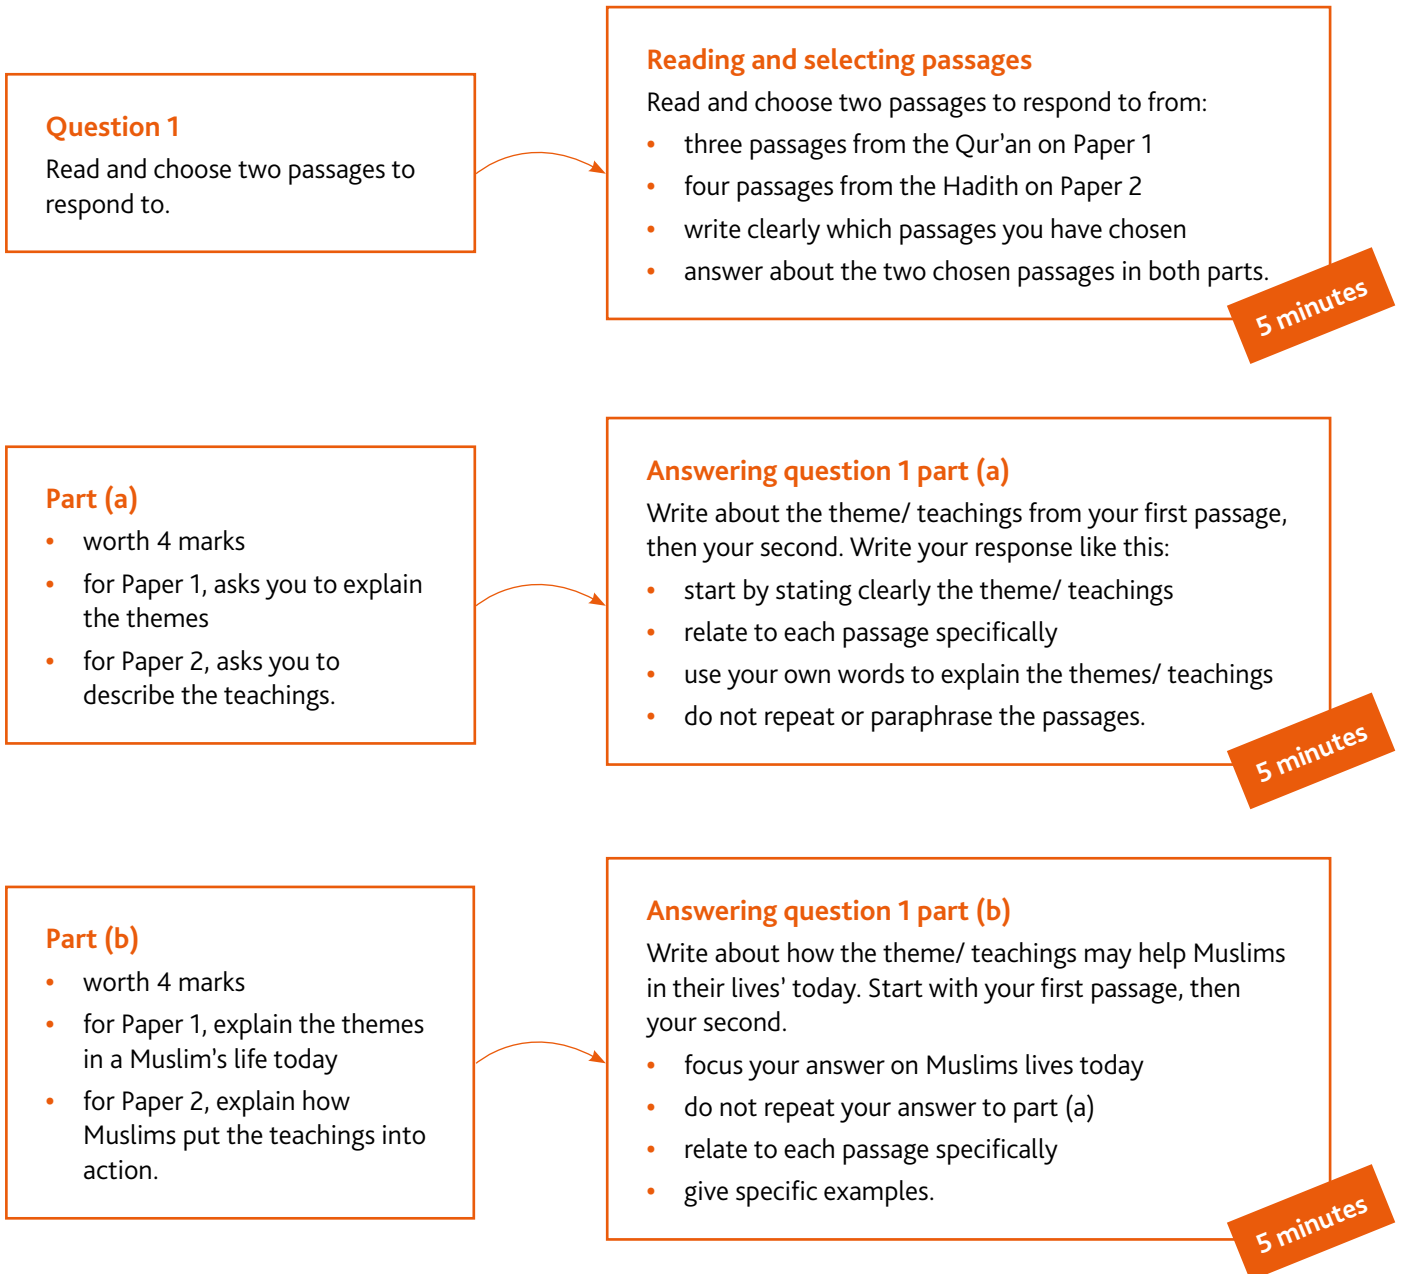 Question 1
Read and choose two passages to
respond to.
Reading and selecting passages
Read and choose two passages to respond to from:
• three passages from the Qur’an on Paper 1
• four passages from the Hadith on Paper 2
• write clearly which passages you have chosen
• answer about the two chosen passages in both parts.
5 minutes
Part (a)
• worth 4 marks
• for Paper 1, asks you to explain
the themes
• for Paper 2, asks you to
describe the teachings.
Answering question 1 part (a)
Write about the theme/ teachings from your first passage,
then your second. Write your response like this:
• start by stating clearly the theme/ teachings
• relate to each passage specifically
• use your own words to explain the themes/ teachings
• do not repeat or paraphrase the passages.
5 minutes
Part (b)
• worth 4 marks
• for Paper 1, explain the themes
in a Muslim’s life today
• for Paper 2, explain how
Muslims put the teachings into
action.
Answering question 1 part (b)
Write about how the theme/ teachings may help Muslims
in their lives’ today. Start with your first passage, then
your second.
• focus your answer on Muslims lives today
• do not repeat your answer to part (a)
• relate to each passage specifically
• give specific examples.
5 minutes